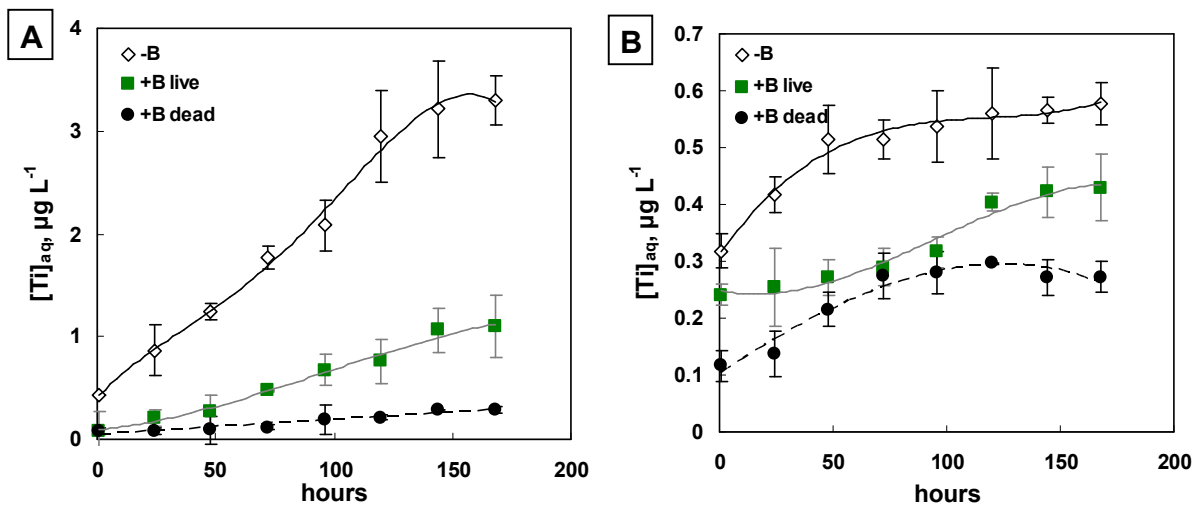 A
[Ti]aq, µg L-1
4
3
2
1
0
-B
+B live
+B dead
0 50 100 150 200
hours
B
[Ti]aq, µg L-1
0.7
0.6
0.5
0.4
0.3
0.2
0.1
0
-B
+B live
+B dead
0 50 100 150 200
hours